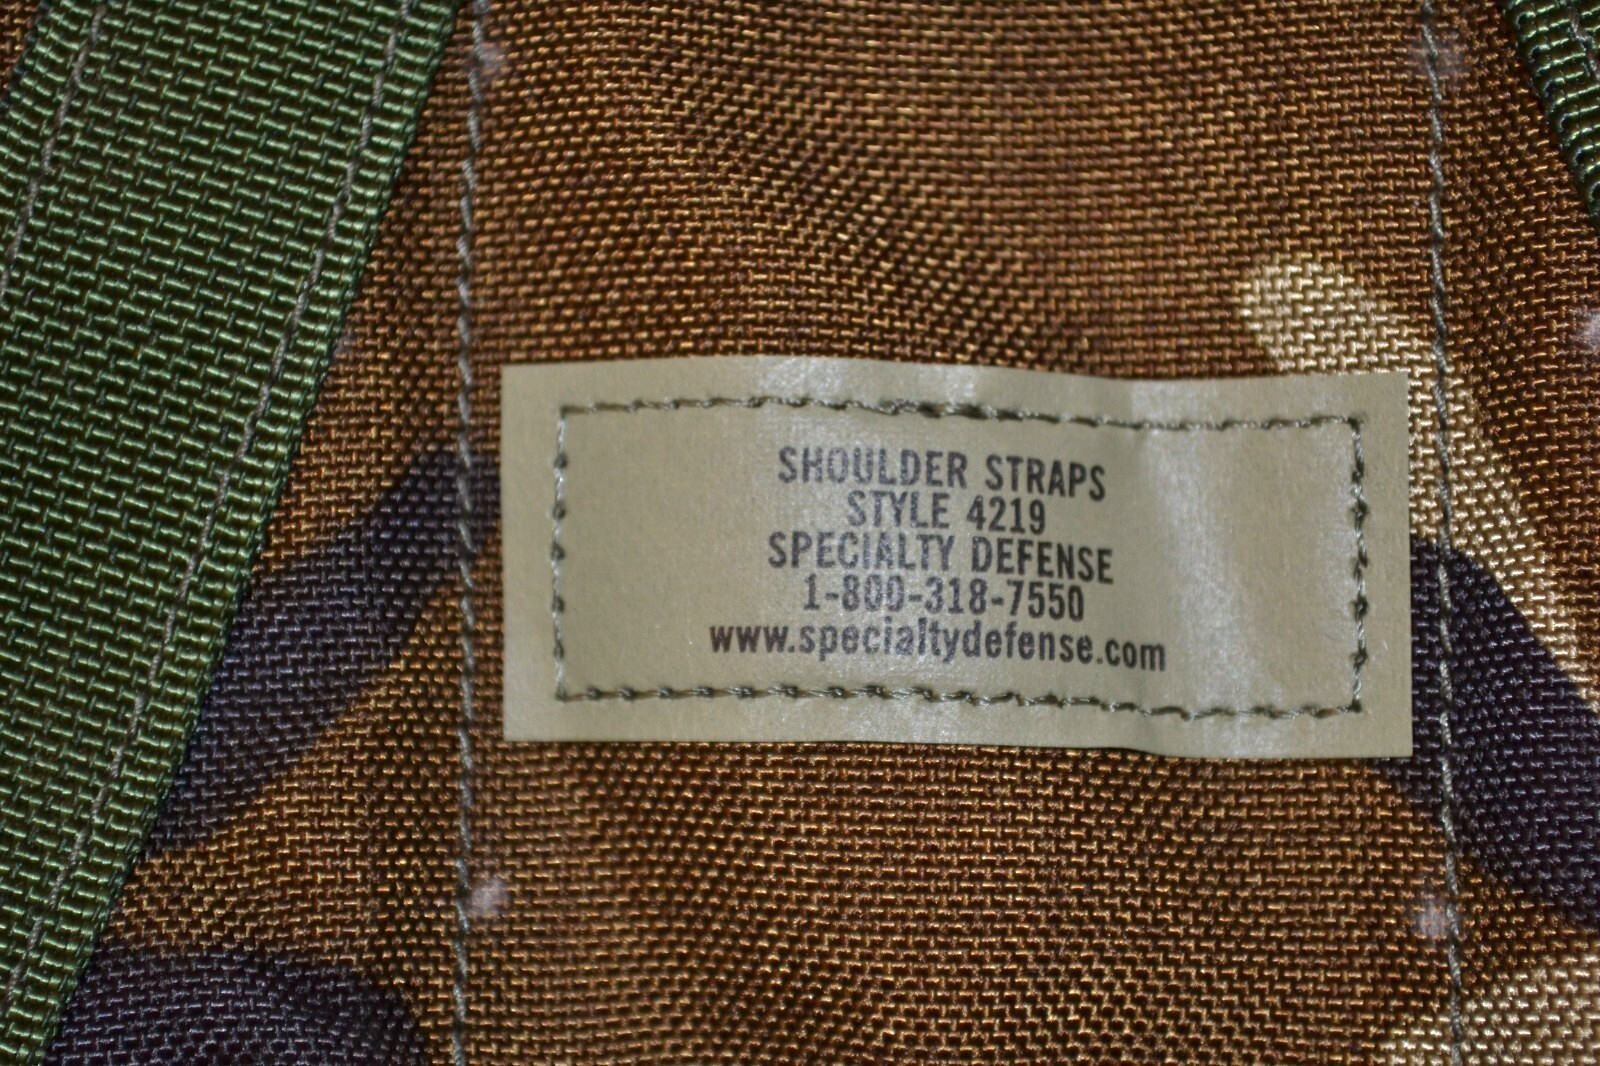 SHOULDER STRAPS
STYLE 4219
SPECIALTY DEFENSE
1-800-318-7550
www.specialtydefense.com